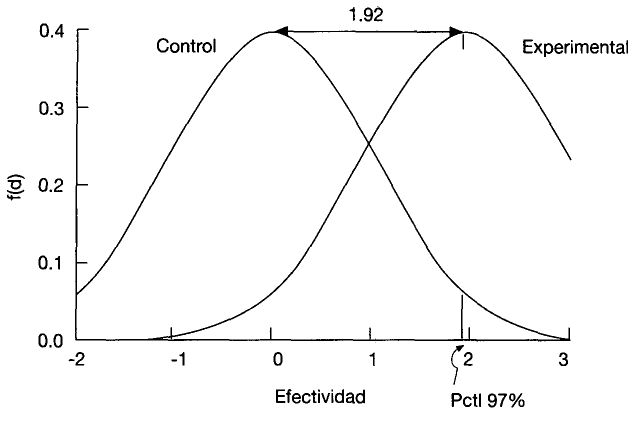 1.92
0.4
Control
Experimental
0.3
f(d)
0.2
0.1
0.0
-2 -1 0 1 2 3
Efectividad
Pctl 97%